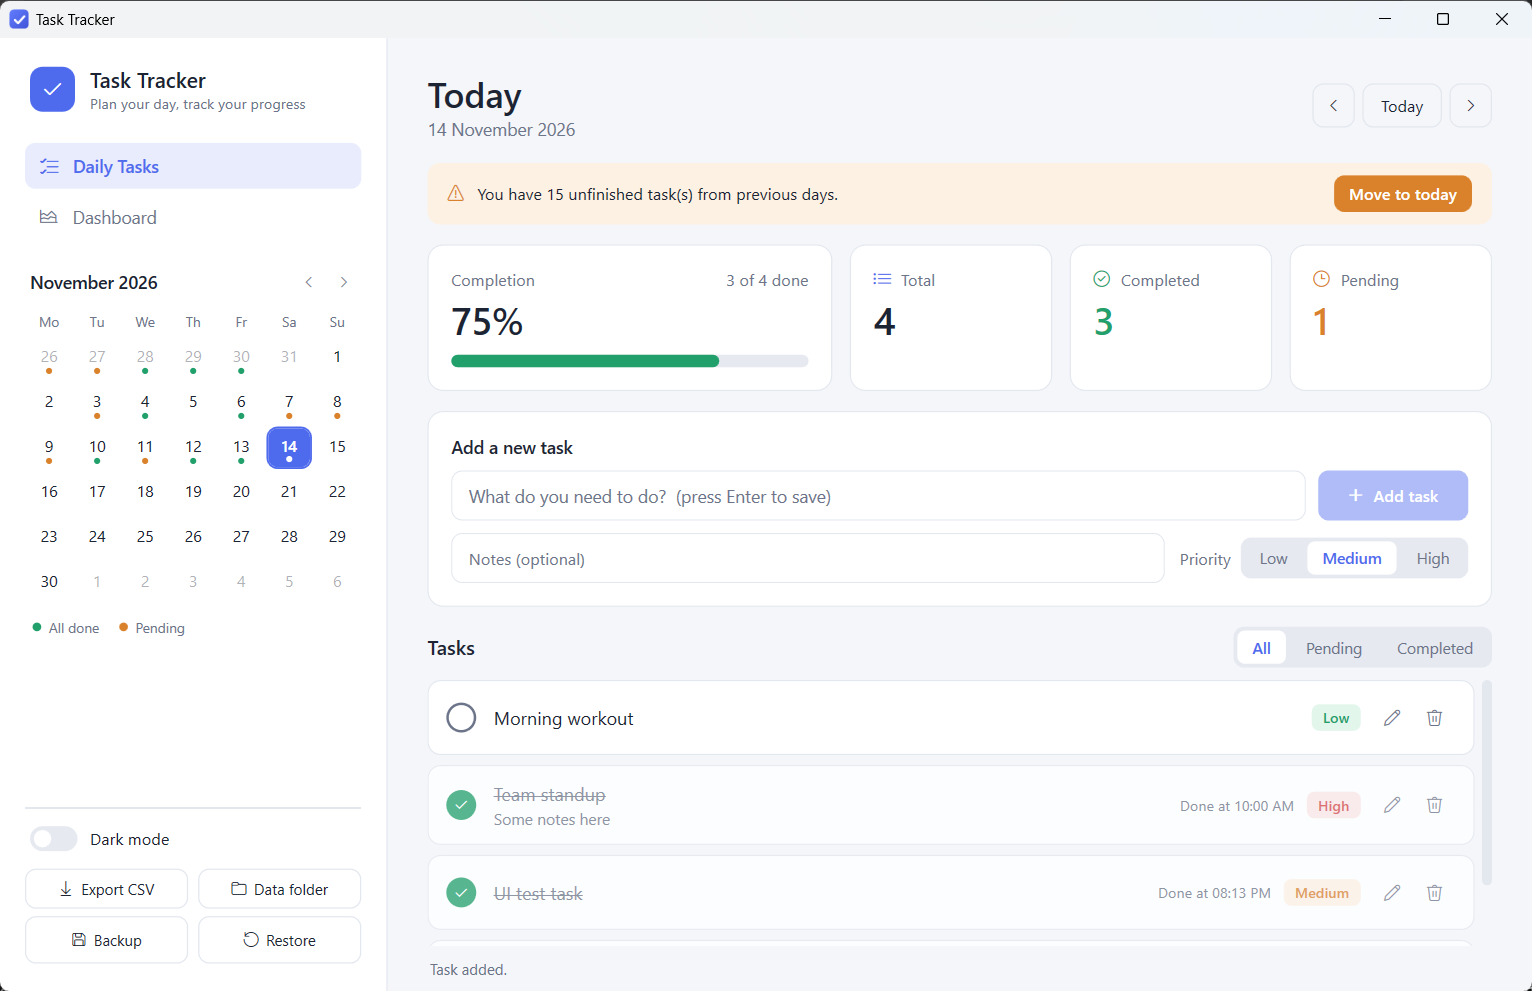 Task Tracker
Task Tracker
Plan your day, track your progress
Daily Tasks
Dashboard
November 2026
Mo Tu We Th Fr Sa Su
26 27 28 29 30 31 1
2 3 4 5 6 7 8
9 10 11 12 13 14 15
16 17 18 19 20 21 22
23 24 25 26 27 28 29
30 1 2 3 4 5 6
All done Pending
Dark mode
Export CSV Data folder
Backup Restore
Today
14 November 2026
Today
You have 15 unfinished task(s) from previous days.
Move to today
Completion 3 of 4 done
75%
Total
4
Completed
3
Pending
1
Add a new task
What do you need to do? (press Enter to save)
+ Add task
Notes (optional)
Priority Low Medium High
Tasks
All Pending Completed
Morning workout
Low
Team standup
Some notes here
Done at 10:00 AM High
UI test task
Done at 08:13 PM Medium
Task added.